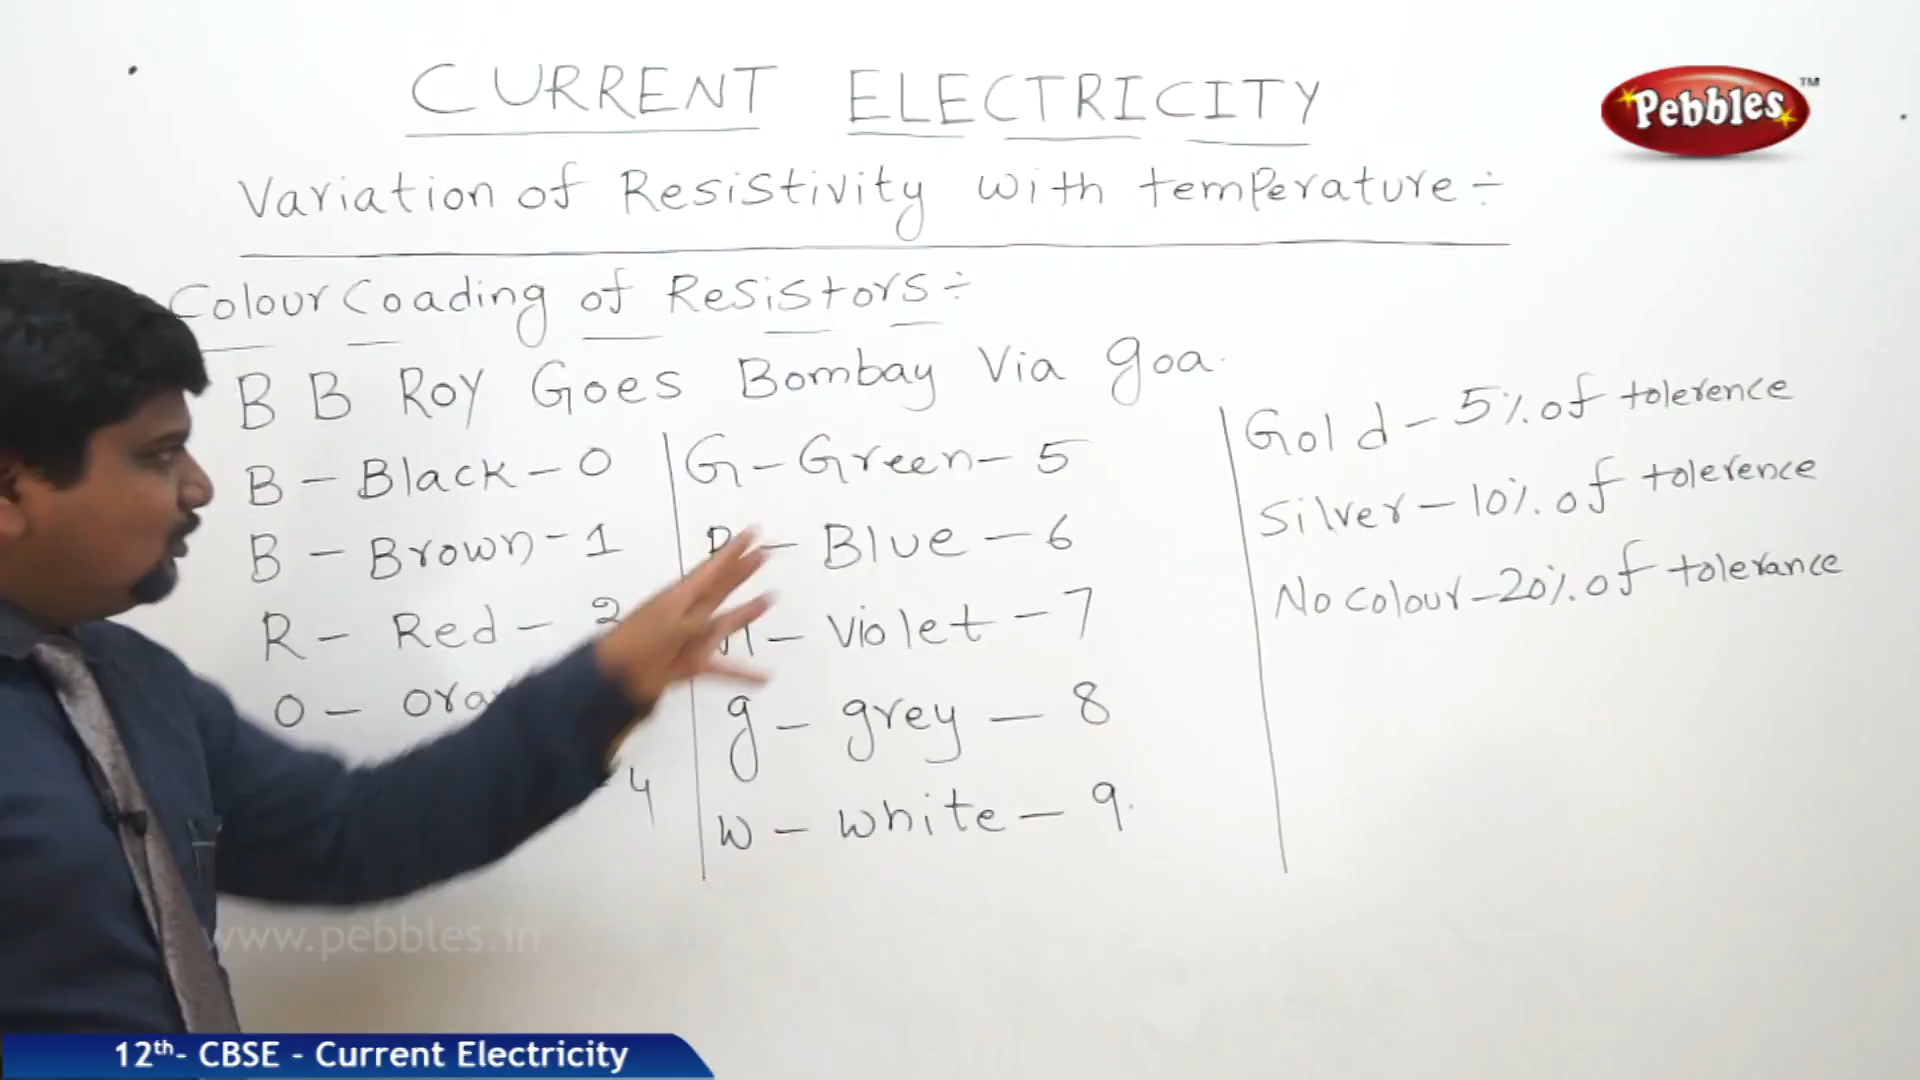 CURRENT ELECTRICITY
Pebbles™
Variation of Resistivity with temperature÷
Colour Coading of Resistors÷
B B ROY Goes Bombay Via goa.
B - Black - 0
B - Brown - 1
R - Red -
O -
4
G - Green - 5
- Blue - 6
- Violet - 7
g - grey - 8
W - white - 9.
Gold - 5% of tolerence
Silver - 10% of tolerence
No colour - 20% of tolerance
www.pebbles.in
12th- CBSE - Current Electricity